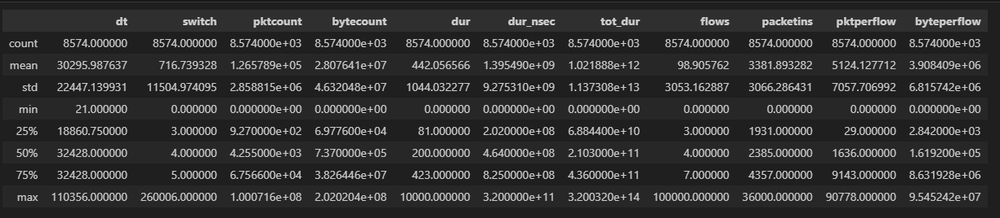 dt switch pktcount bytecount dur dur_nsec tot_dur flows packetins pktperflow byteperflow
count 8574.000000 8574.000000 8.574000e+03 8.574000e+03 8574.000000 8.574000e+03 8.574000e+03 8574.000000 8574.000000 8574.000000 8.574000e+03
mean 30295.987637 716.739328 1.265789e+05 2.807641e+07 442.056566 1.395490e+09 1.021888e+12 98.905762 3381.893282 5124.127712 3.908409e+06
std 22447.139931 11504.974095 2.858815e+06 4.632048e+07 1044.032277 9.275310e+09 1.137308e+13 3053.162887 3066.286431 7057.706992 6.815742e+06
min 21.000000 0.000000 0.000000e+00 0.000000e+00 0.000000 0.000000e+00 0.000000e+00 0.000000 0.000000 0.000000 0.000000e+00
25% 18860.750000 3.000000 9.270000e+02 6.977600e+04 81.000000 2.020000e+08 6.884400e+10 3.000000 1931.000000 29.000000 2.842000e+03
50% 32428.000000 4.000000 4.255000e+03 7.370000e+05 200.000000 4.640000e+08 2.103000e+11 4.000000 2385.000000 1636.000000 1.619200e+05
75% 32428.000000 5.000000 6.756600e+04 3.826446e+07 423.000000 8.250000e+08 4.360000e+11 7.000000 4357.000000 9143.000000 8.631928e+06
max 110356.000000 260006.000000 1.000716e+08 2.020204e+08 10000.000000 3.200000e+11 3.200320e+14 100000.000000 36000.000000 90778.000000 9.545242e+07